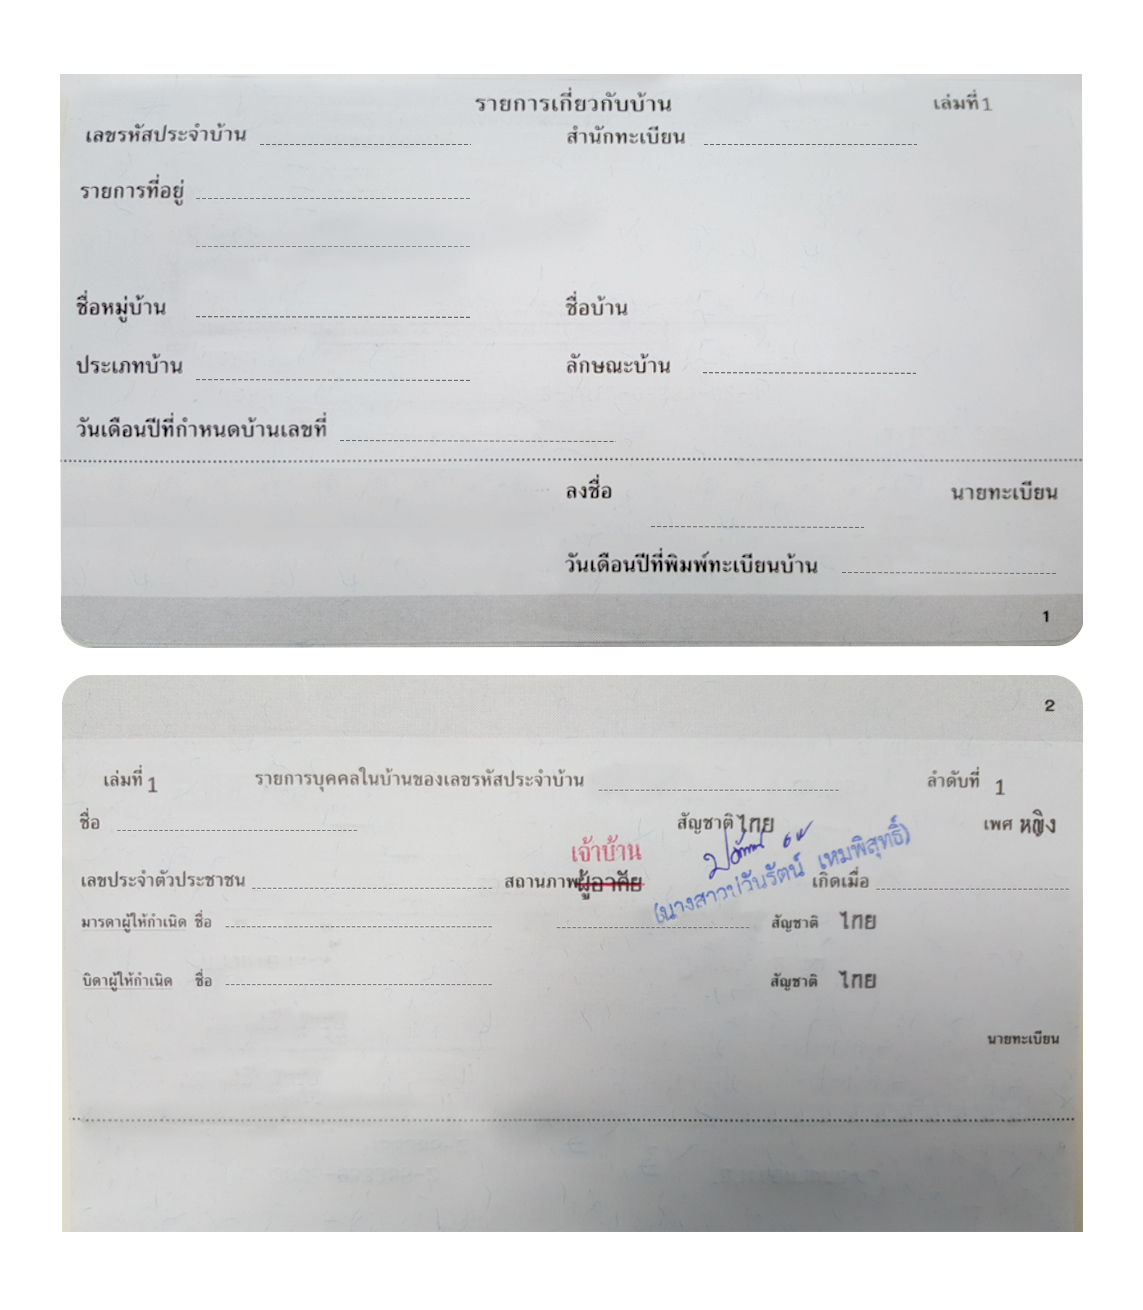 รายการเกี่ยวกับบ้าน เล่มที่ 1
เลขรหัสประจำบ้าน สำนักทะเบียน
รายการที่อยู่
ชื่อหมู่บ้าน ชื่อบ้าน
ประเภทบ้าน ลักษณะบ้าน
วันเดือนปีที่กำหนดบ้านเลขที่
ลงชื่อ นายทะเบียน
วันเดือนปีที่พิมพ์ทะเบียนบ้าน
1
2
เล่มที่ 1 รายการบุคคลในบ้านของเลขรหัสประจำบ้าน ลำดับที่ 1
ชื่อ สัญชาติ ไทย เพศ หญิง
เจ้าบ้าน
เลขประจำตัวประชาชน สถานภาพ ผู้อาศัย เกิดเมื่อ
(นางสาวปวันรัตน์ เหมพิสุทธิ์)
มารดาผู้ให้กำเนิด ชื่อ สัญชาติ ไทย
บิดาผู้ให้กำเนิด ชื่อ สัญชาติ ไทย
นายทะเบียน